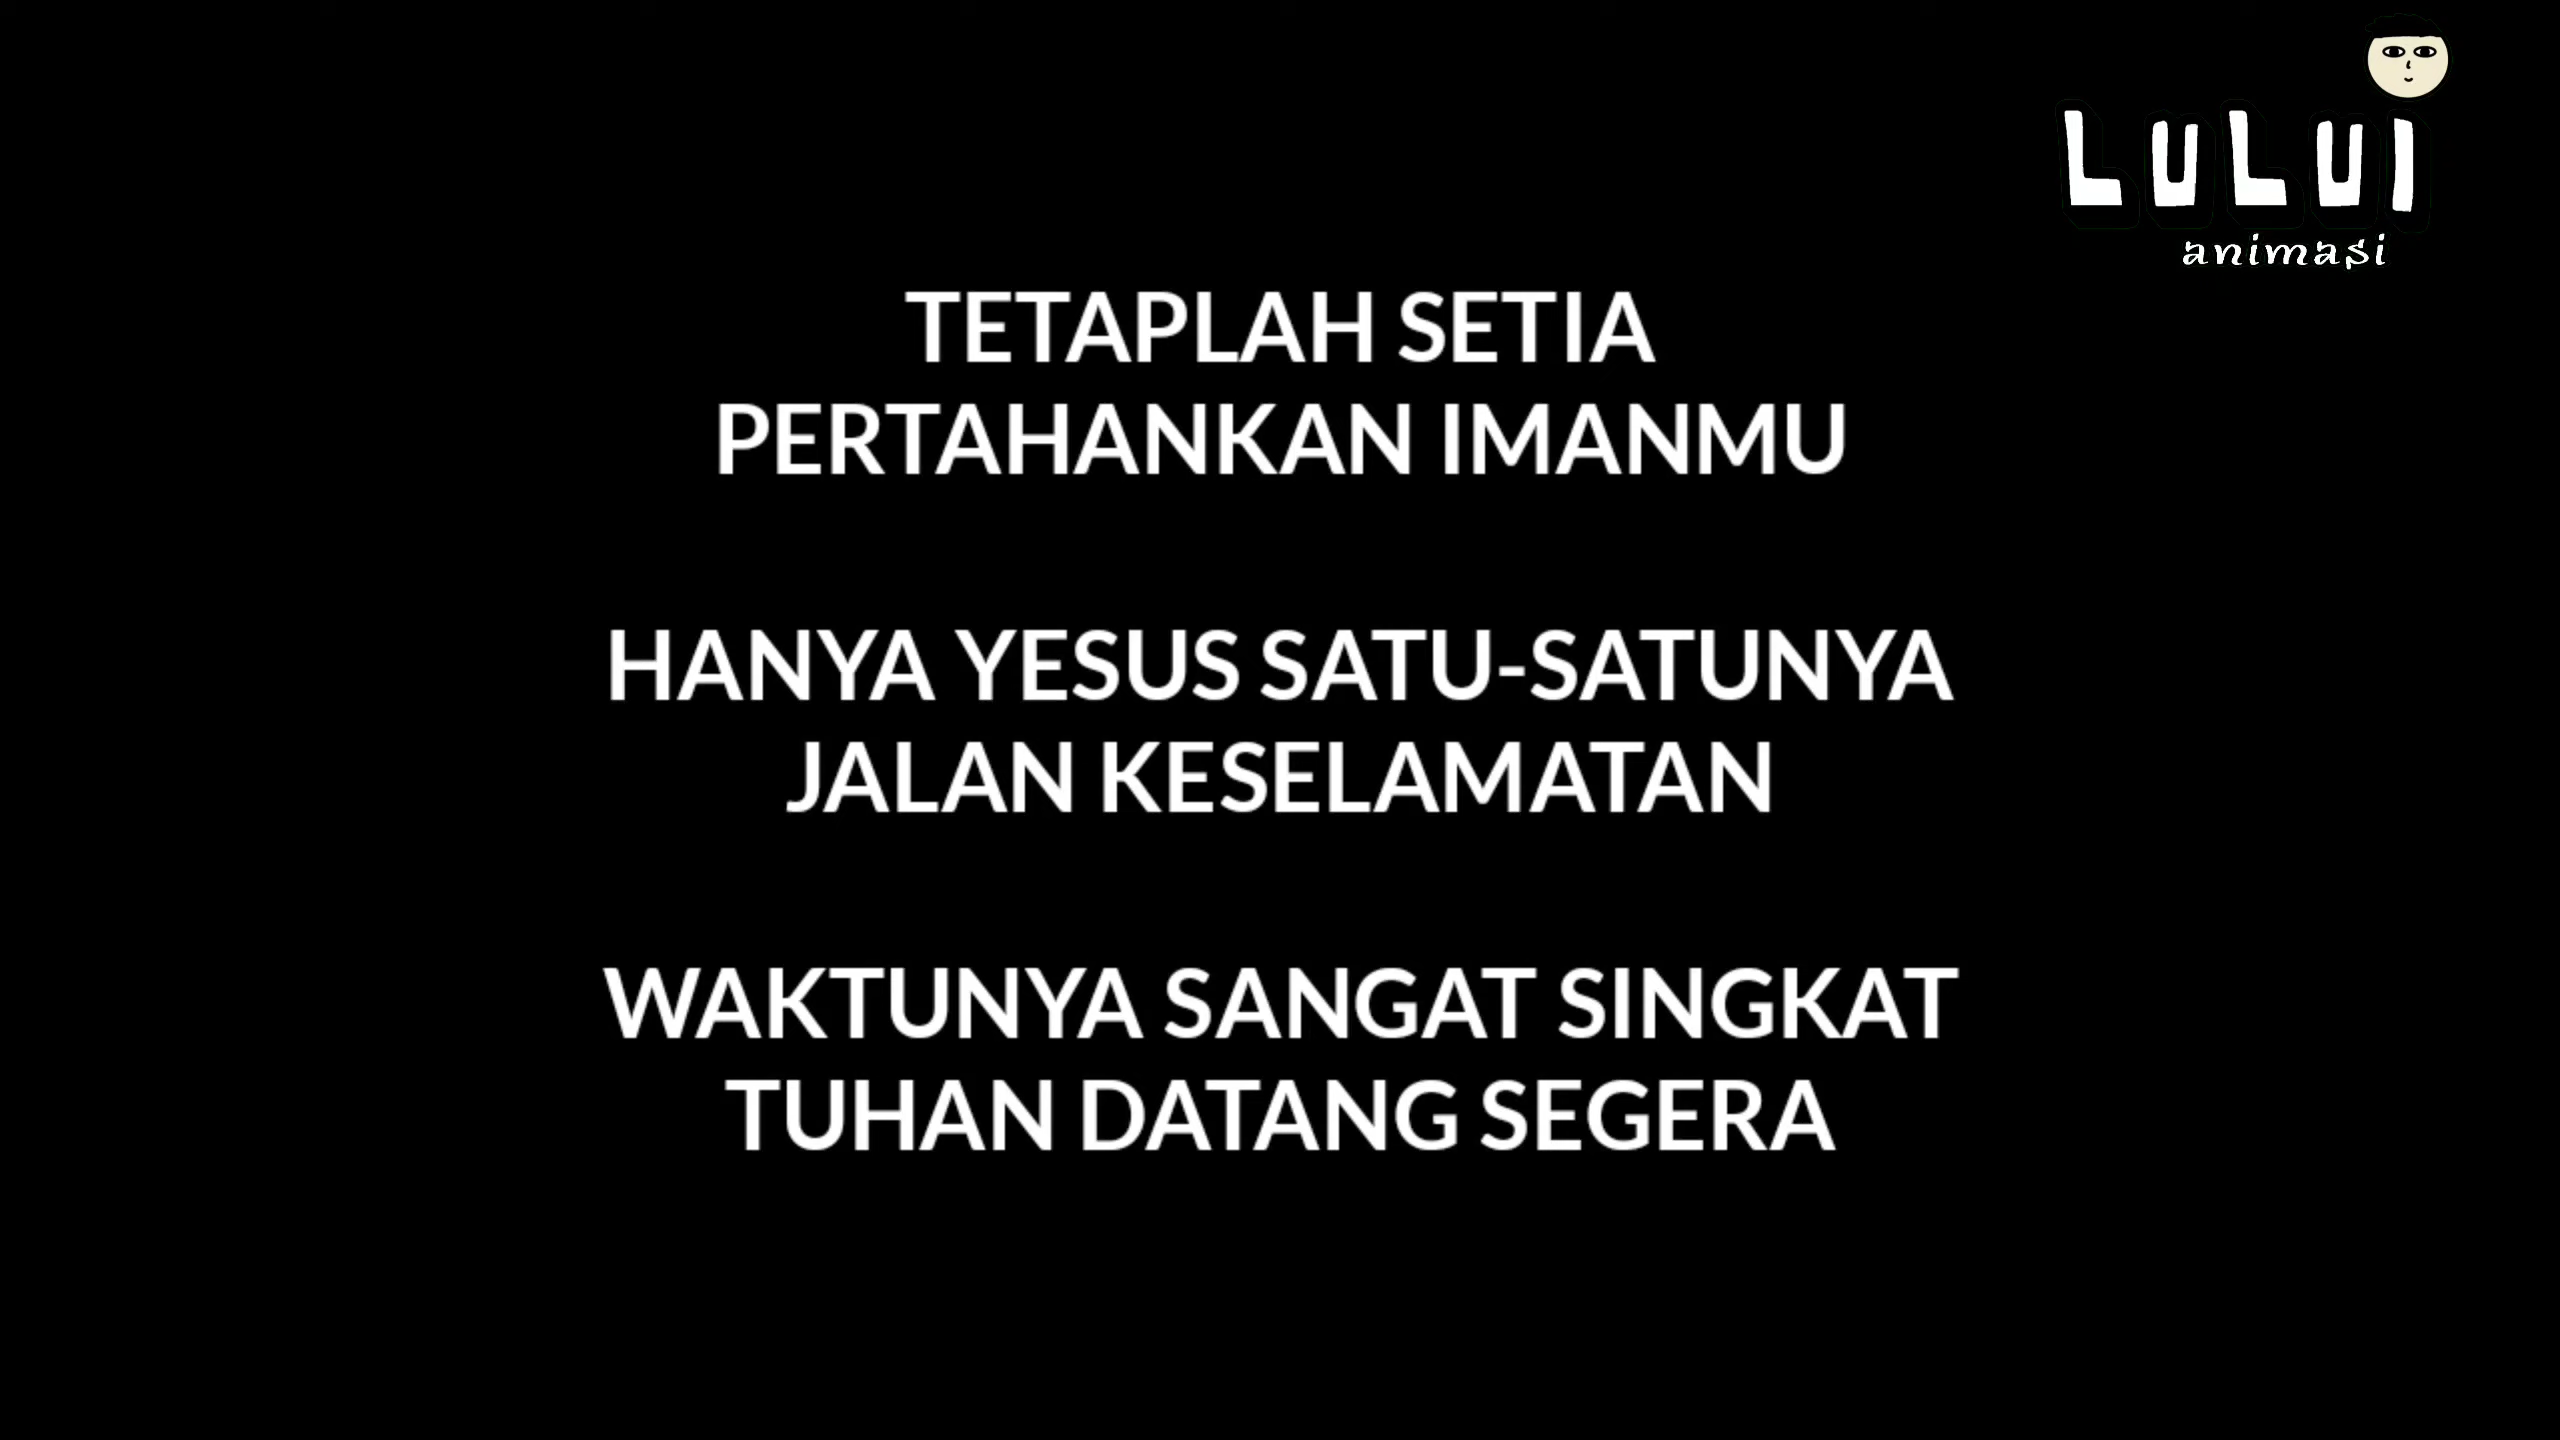 LULUI
animasi
TETAPLAH SETIA
PERTAHANKAN IMANMU
HANYA YESUS SATU-SATUNYA
JALAN KESELAMATAN
WAKTUNYA SANGAT SINGKAT
TUHAN DATANG SEGERA